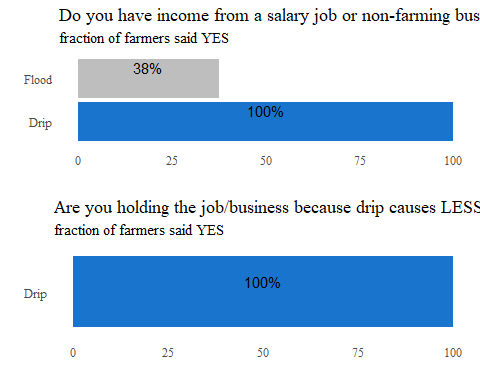 Do you have income from a salary job or non-farming bus
fraction of farmers said YES
Flood
38%
Drip
100%
0 25 50 75 100
Are you holding the job/business because drip causes LESS
fraction of farmers said YES
Drip
100%
0 25 50 75 100